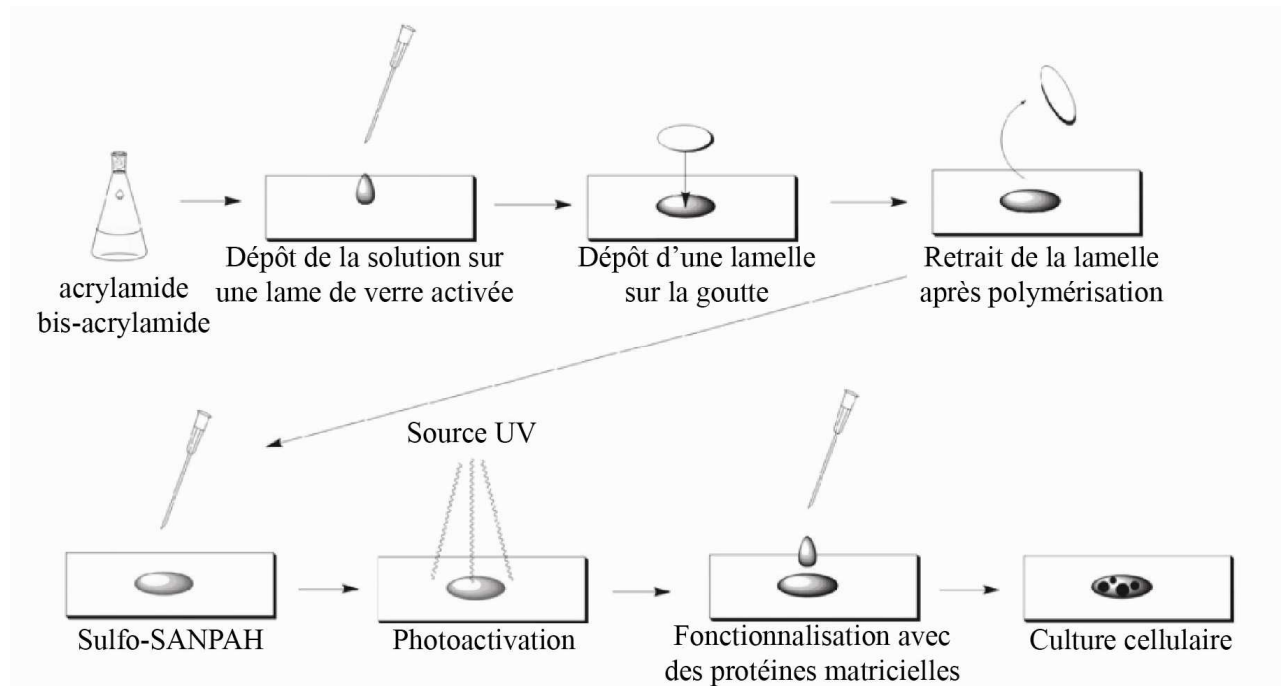 acrylamide
bis-acrylamide
Dépôt de la solution sur
une lame de verre activée
Dépôt d’une lamelle
sur la goutte
Retrait de la lamelle
après polymérisation
Sulfo-SANPAH
Source UV
Photoactivation
Fonctionnalisation avec
des protéines matricielles
Culture cellulaire